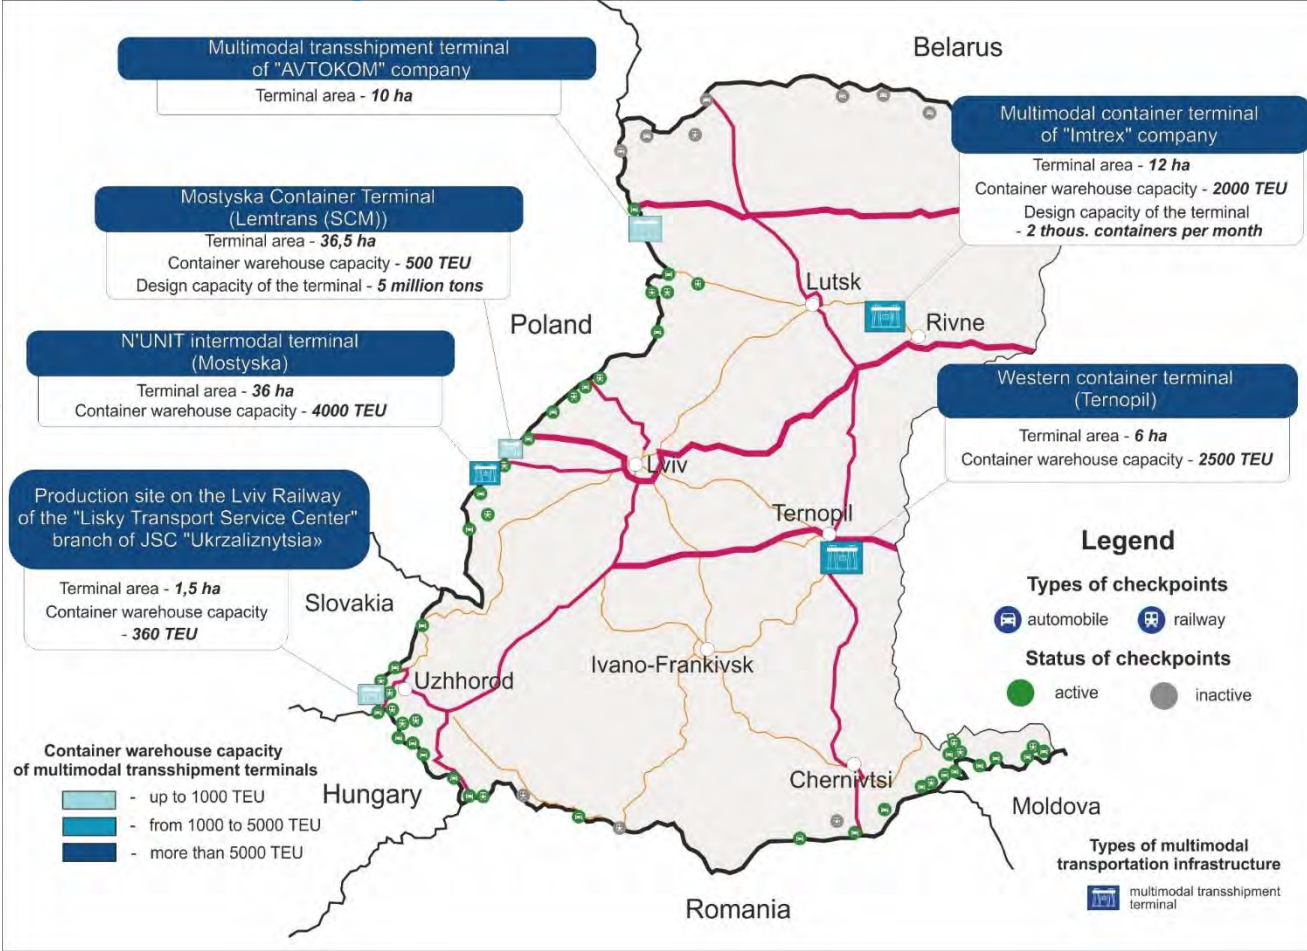 Belarus
Multimodal transshipment terminal
of "AVTOKOM" company
Terminal area - 10 ha
Multimodal container terminal
of "Imtrex" company
Terminal area - 12 ha
Container warehouse capacity - 2000 TEU
Design capacity of the terminal
- 2 thous. containers per month
Mostyska Container Terminal
(Lemtrans (SCM))
Terminal area - 36,5 ha
Container warehouse capacity - 500 TEU
Design capacity of the terminal - 5 million tons
Lutsk
Poland
Rivne
N'UNIT intermodal terminal
(Mostyska)
Terminal area - 36 ha
Container warehouse capacity - 4000 TEU
Western container terminal
(Ternopil)
Terminal area - 6 ha
Container warehouse capacity - 2500 TEU
Lviv
Production site on the Lviv Railway
of the "Lisky Transport Service Center"
branch of JSC "Ukrzaliznytsia»
Terminal area - 1,5 ha
Container warehouse capacity
- 360 TEU
Ternopil
Slovakia
Ivano-Frankivsk
Uzhhorod
Legend
Types of checkpoints
automobile
railway
Status of checkpoints
active
inactive
Container warehouse capacity
of multimodal transshipment terminals
- up to 1000 TEU
- from 1000 to 5000 TEU
- more than 5000 TEU
Hungary
Chernivtsi
Moldova
Romania
Types of multimodal
transportation infrastructure
multimodal transshipment
terminal